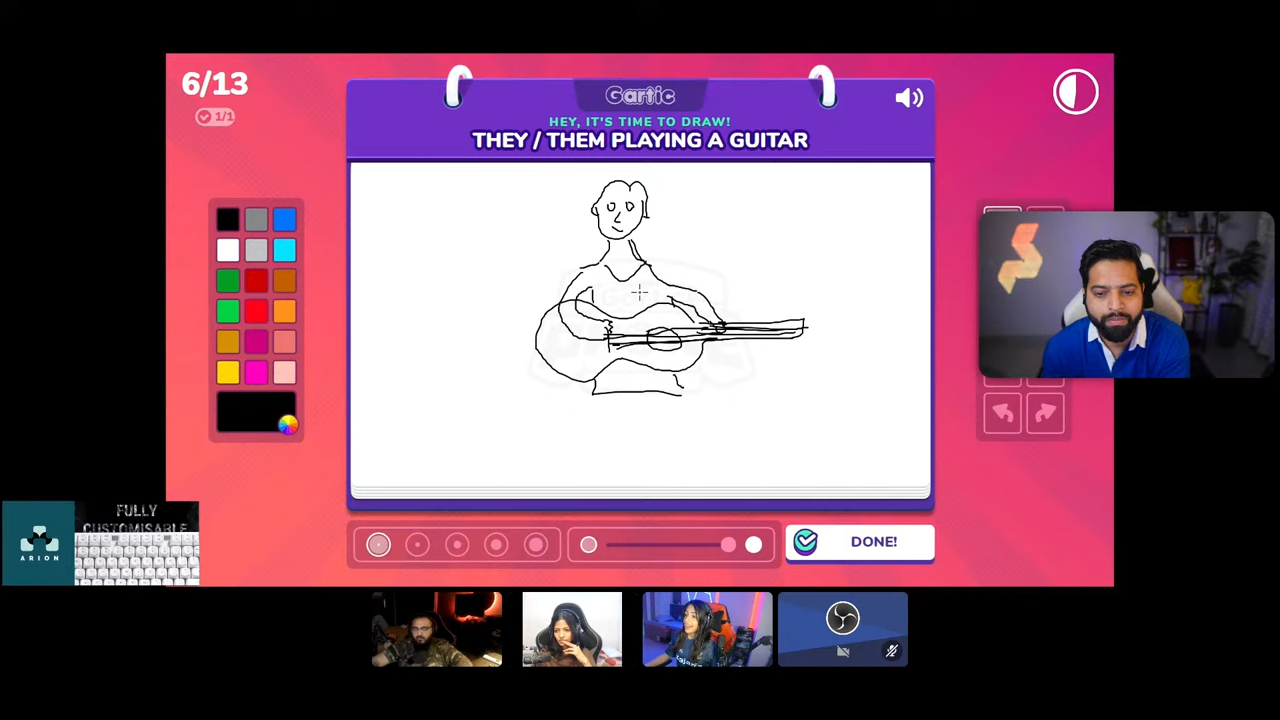 6/13
1/1
Gartic
HEY, IT'S TIME TO DRAW!
THEY / THEM PLAYING A GUITAR
DONE!
FULLY
CUSTOMISABLE
ARION